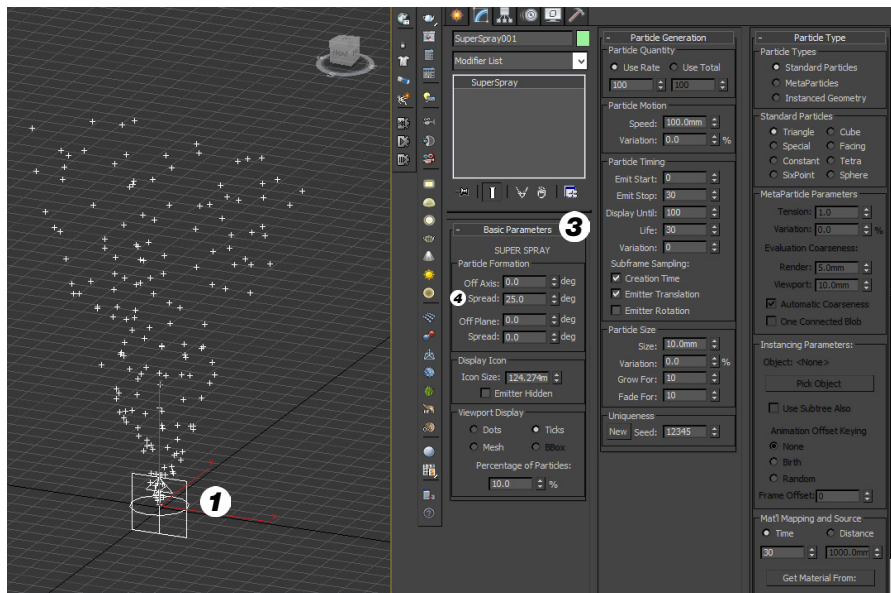 SuperSpray001
Modifier List
SuperSpray
1
3
- Basic Parameters
SUPER SPRAY
Particle Formation
Off Axis: 0.0 deg
4
Spread: 25.0 deg
Off Plane: 0.0 deg
Spread: 0.0 deg
Display Icon
Icon Size: 124.274m
Emitter Hidden
Viewport Display
Dots Ticks
Mesh BBox
Percentage of Particles:
10.0 %
- Particle Generation
Particle Quantity
Use Rate Use Total
100 100
Particle Motion
Speed: 100.0mm
Variation: 0.0 %
Particle Timing
Emit Start: 0
Emit Stop: 30
Display Until: 100
Life: 30
Variation: 0
Subframe Sampling:
Creation Time
Emitter Translation
Emitter Rotation
Particle Size
Size: 10.0mm
Variation: 0.0 %
Grow For: 10
Fade For: 10
Uniqueness
New Seed: 12345
- Particle Type
Particle Types
Standard Particles
MetaParticles
Instanced Geometry
Standard Particles
Triangle Cube
Special Facing
Constant Tetra
SixPoint Sphere
MetaParticle Parameters
Tension: 1.0
Variation: 0.0 %
Evaluation Coarseness:
Render: 5.0mm
Viewport: 10.0mm
Automatic Coarseness
One Connected Blob
Instancing Parameters:
Object: <None>
Pick Object
Use Subtree Also
Animation Offset Keying
None
Birth
Random
Frame Offset: 0
Mat'l Mapping and Source
Time Distance
30 1000.0mm
Get Material From: